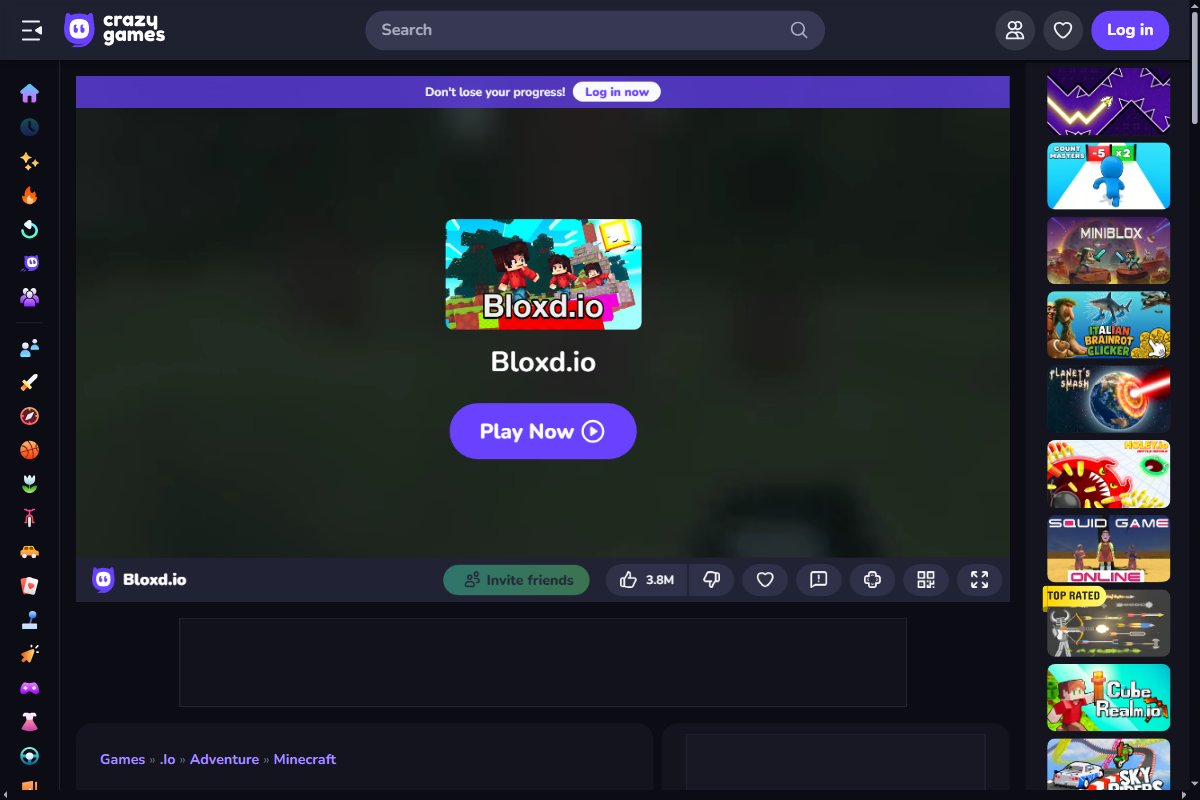 crazy
games
Search
Log in
Don't lose your progress!
Log in now
Bloxd.io
Bloxd.io
Play Now
Bloxd.io
Invite friends
3.8M
Games » .Io » Adventure » Minecraft
COUNT
MASTERS
-5
x2
MINIBLOX
ITALIAN
BRAINROT
CLICKER
PLANET'S
SMASH
HOLEY.IO
SQUID GAME
ONLINE
TOP RATED
Cube
Realm.io
SKY
RIDERS